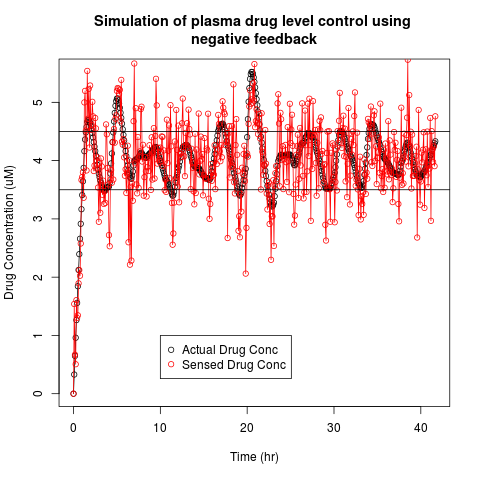 Simulation of plasma drug level control using
negative feedback
Drug Concentration (uM)
5
4
3
2
1
0
Actual Drug Conc
Sensed Drug Conc
0 10 20 30 40
Time (hr)